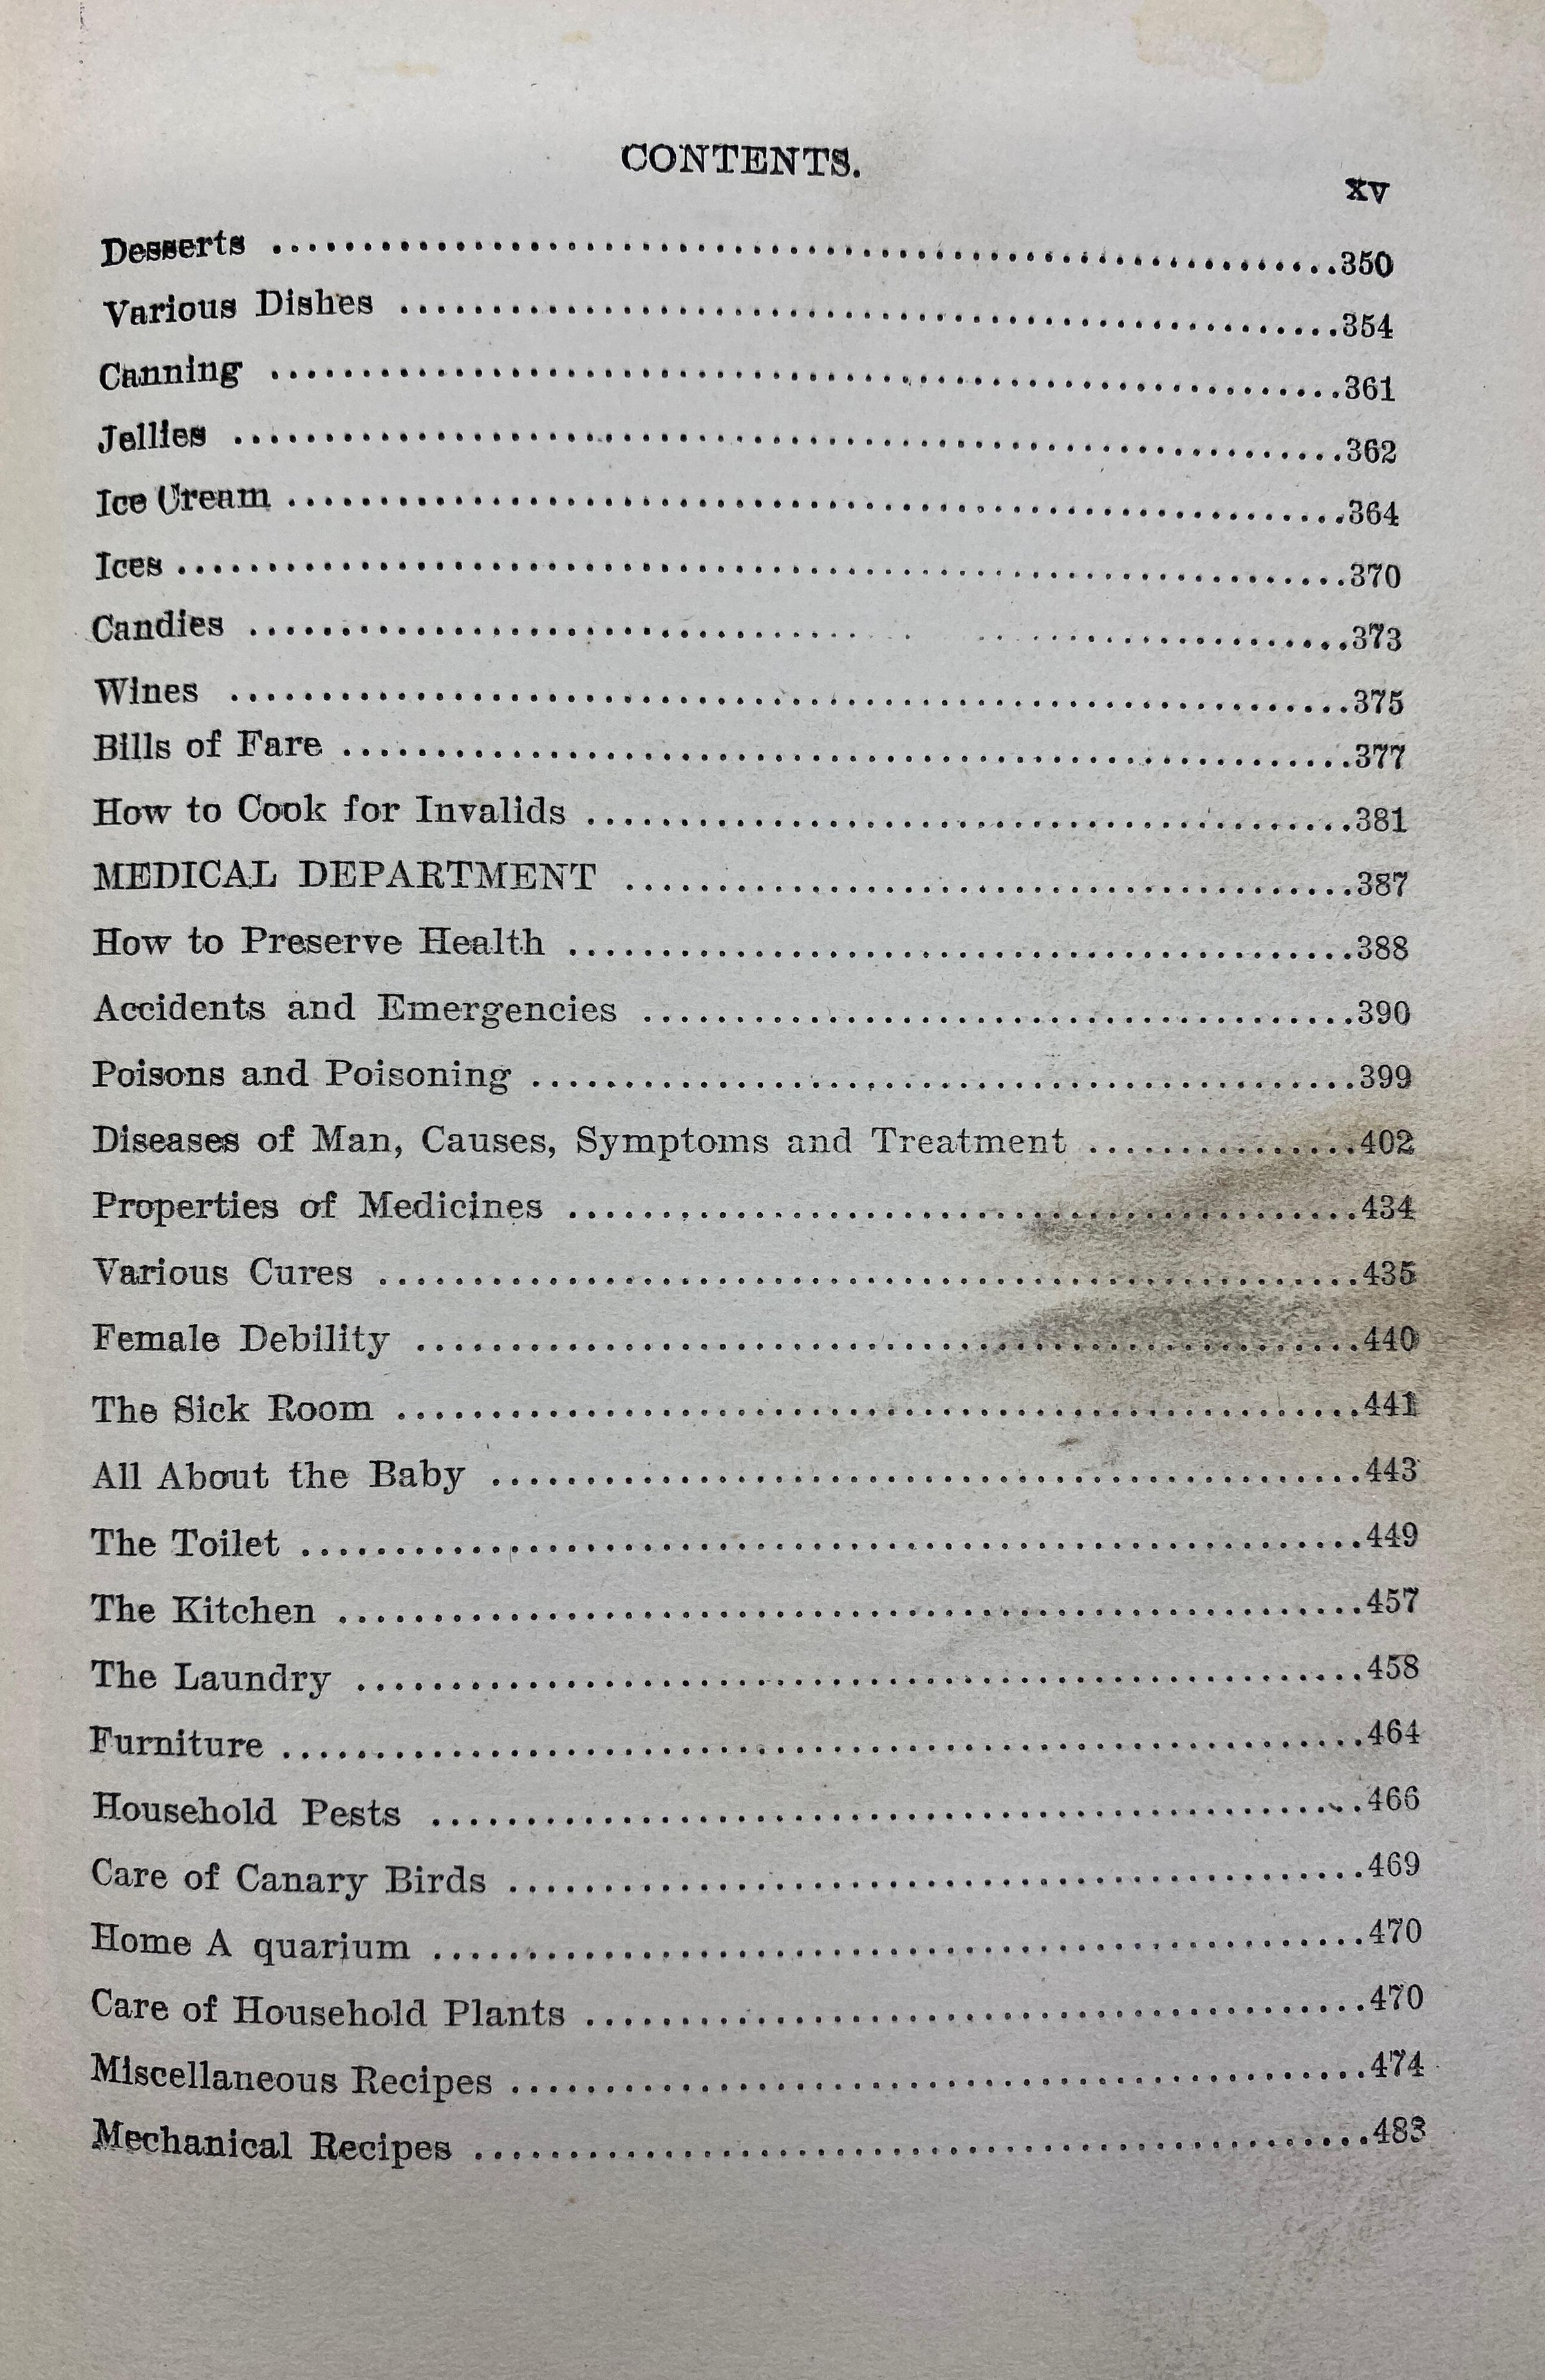 CONTENTS.
xv
Desserts ........................................................350
Various Dishes ..................................................354
Canning .........................................................361
Jellies .........................................................362
Ice Cream .......................................................364
Ices ............................................................370
Candies .........................................................373
Wines ...........................................................375
Bills of Fare ...................................................377
How to Cook for Invalids ........................................381
MEDICAL DEPARTMENT ..............................................387
How to Preserve Health ..........................................388
Accidents and Emergencies .......................................390
Poisons and Poisoning ...........................................399
Diseases of Man, Causes, Symptoms and Treatment ...............402
Properties of Medicines .........................................434
Various Cures ...................................................435
Female Debility .................................................440
The Sick Room ...................................................441
All About the Baby ..............................................443
The Toilet ......................................................449
The Kitchen .....................................................457
The Laundry .....................................................458
Furniture .......................................................464
Household Pests .................................................466
Care of Canary Birds ............................................469
Home A quarium ..................................................470
Care of Household Plants ........................................470
Miscellaneous Recipes ...........................................474
Mechanical Recipes ..............................................483